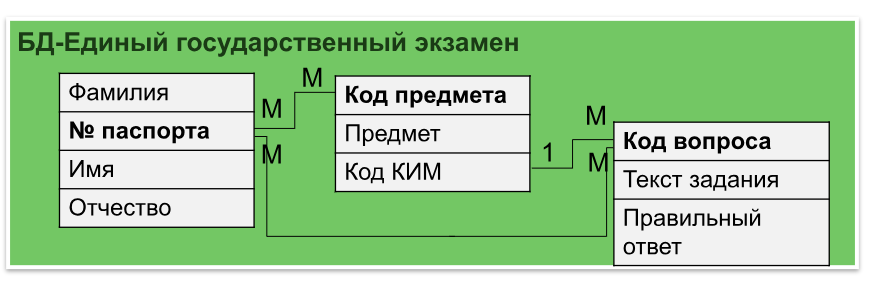 БД-Единый государственный экзамен
Фамилия
№ паспорта
Имя
Отчество
М
М
М
Код предмета
Предмет
Код КИМ
1
М
М
Код вопроса
Текст задания
Правильный
ответ